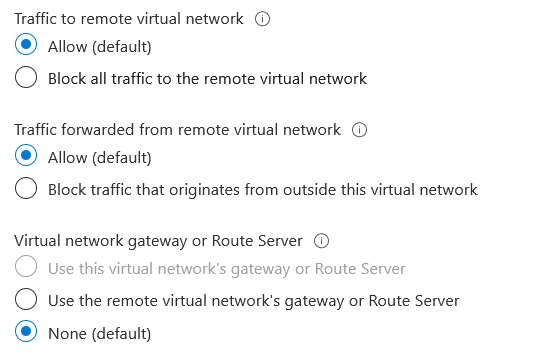 Traffic to remote virtual network
Allow (default)
Block all traffic to the remote virtual network
Traffic forwarded from remote virtual network
Allow (default)
Block traffic that originates from outside this virtual network
Virtual network gateway or Route Server
Use this virtual network's gateway or Route Server
Use the remote virtual network's gateway or Route Server
None (default)